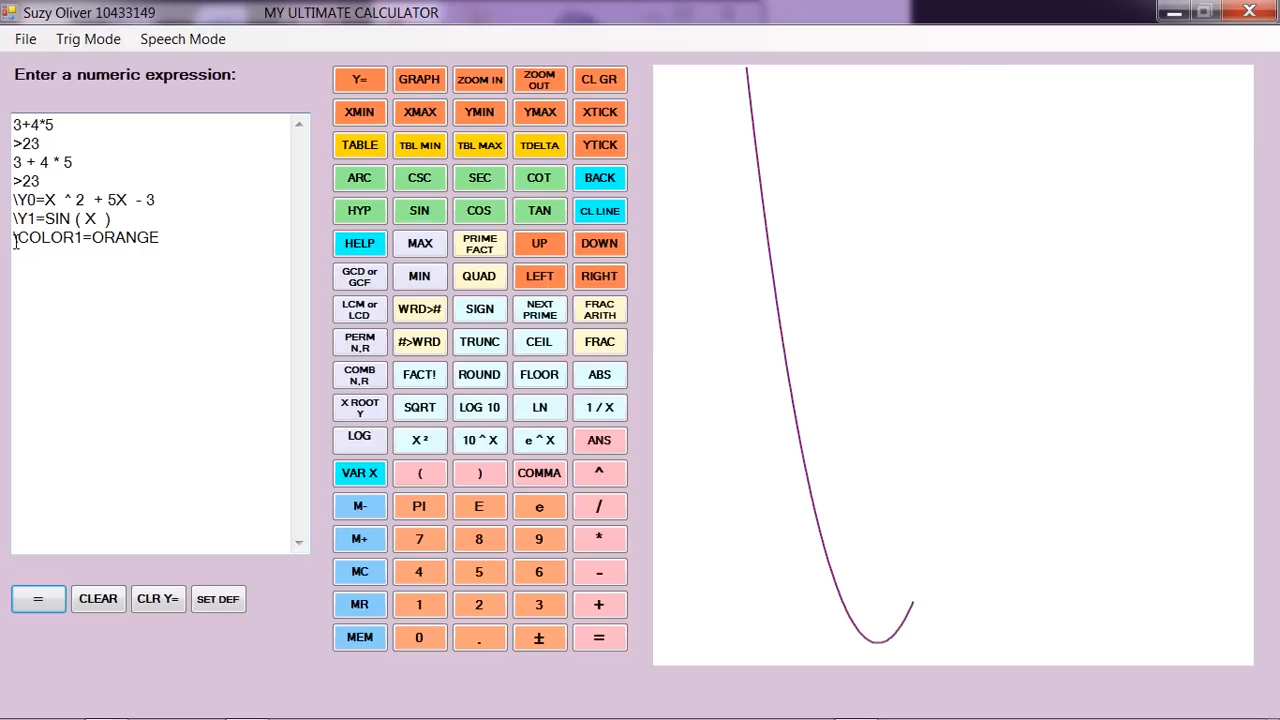 Suzy Oliver 10433149 MY ULTIMATE CALCULATOR
File Trig Mode Speech Mode
Enter a numeric expression:
3+4*5
>23
3 + 4 * 5
>23
\Y0=X ^ 2 + 5X - 3
\Y1=SIN ( X )
\COLOR1=ORANGE
= CLEAR CLR Y= SET DEF
Y= GRAPH ZOOM IN ZOOM OUT CL GR
XMIN XMAX YMIN YMAX XTICK
TABLE TBL MIN TBL MAX TDELTA YTICK
ARC CSC SEC COT BACK
HYP SIN COS TAN CL LINE
HELP MAX PRIME FACT UP DOWN
GCD or GCF MIN QUAD LEFT RIGHT
LCM or LCD WRD># SIGN NEXT PRIME FRAC ARITH
PERM N,R #>WRD TRUNC CEIL FRAC
COMB N,R FACT! ROUND FLOOR ABS
X ROOT Y SQRT LOG 10 LN 1 / X
LOG X ² 10 ^ X e ^ X ANS
VAR X ( ) COMMA ^
M- PI E e /
M+ 7 8 9 *
MC 4 5 6 -
MR 1 2 3 +
MEM 0 . ± =